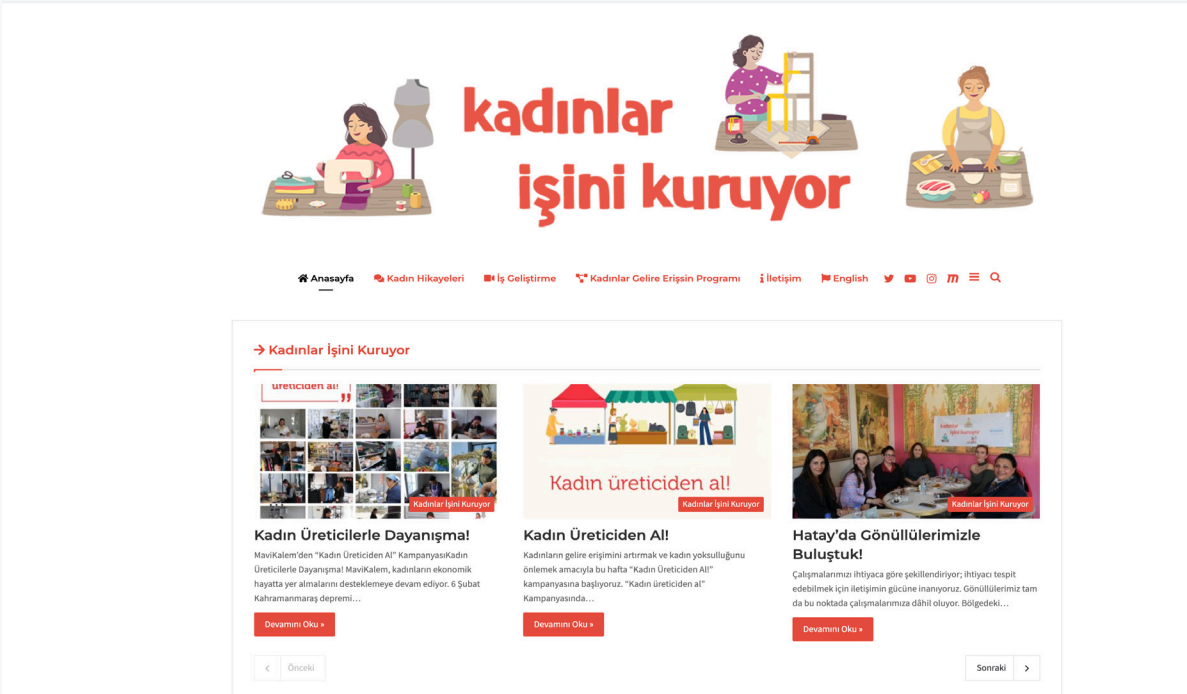 kadınlar
işini kuruyor
Anasayfa Kadın Hikayeleri İş Geliştirme Kadınlar Gelire Erişsin Programı İletişim English
Kadınlar İşini Kuruyor
üreticiden al!
Kadınlar İşini Kuruyor
Kadın Üreticilerle Dayanışma!
MaviKalem’den “Kadın Üreticiden Al” KampanyasıKadın
Üreticilerle Dayanışma! MaviKalem, kadınların ekonomik
hayatta yer almalarını desteklemeye devam ediyor. 6 Şubat
Kahramanmaraş depremi…
Devamını Oku »
Kadın üreticiden al!
Kadınlar İşini Kuruyor
Kadın Üreticiden Al!
Kadınların gelire erişimini artırmak ve kadın yoksulluğunu
önlemek amacıyla bu hafta “Kadın Üreticiden Al!”
kampanyasına başlıyoruz. “Kadın üreticiden al”
Kampanyasında…
Devamını Oku »
kadınlar
işini kuruyor
Kadınlar İşini Kuruyor
Hatay’da Gönüllülerimizle
Buluştuk!
Çalışmalarımızı ihtiyaca göre şekillendiriyor; ihtiyacı tespit
edebilmek için iletişimin gücüne inanıyoruz. Gönüllülerimiz tam
da bu noktada çalışmalarımıza dâhil oluyor. Bölgedeki…
Devamını Oku »
Önceki
Sonraki